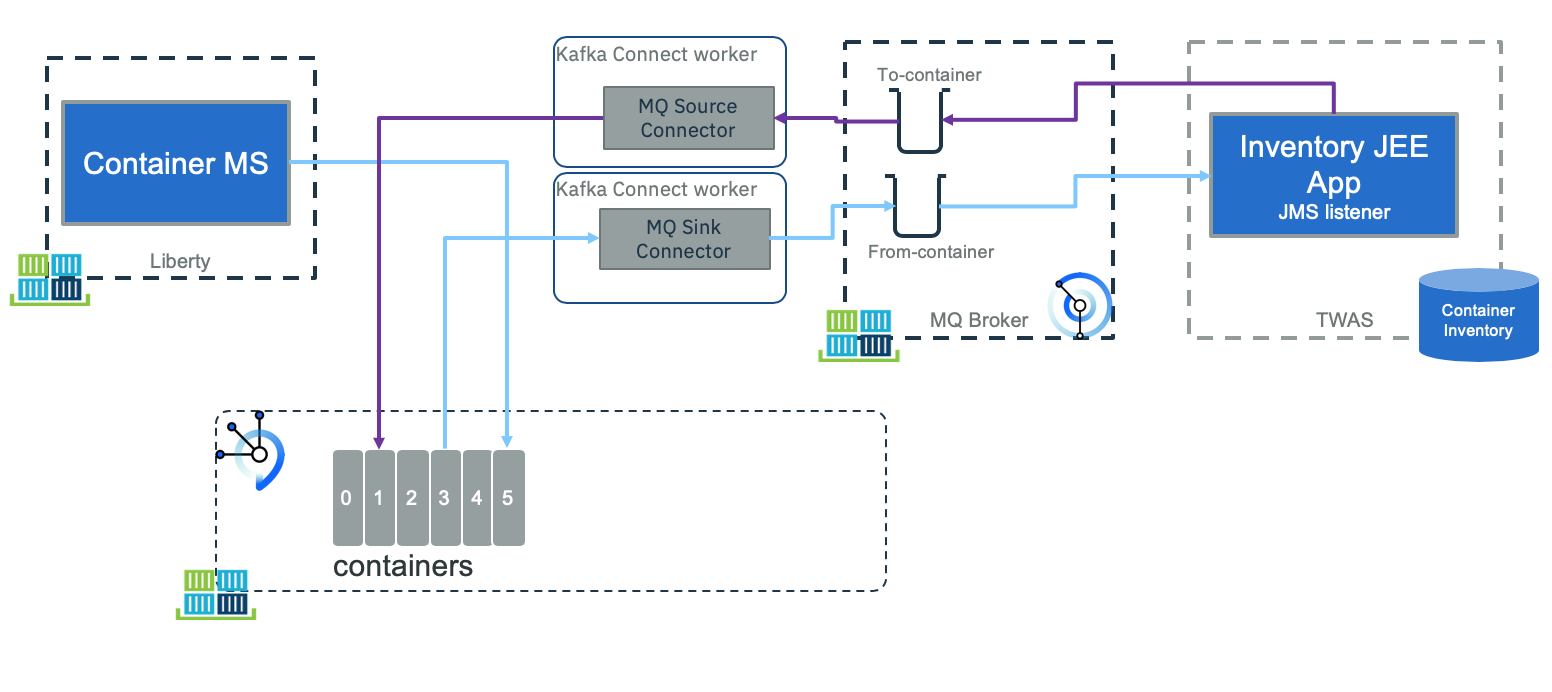 Kafka Connect worker
MQ Source
Connector
To-container
Container MS
Inventory JEE
App
JMS listener
Kafka Connect worker
MQ Sink
Connector
From-container
Liberty
MQ Broker
TWAS
Container
Inventory
0 1 2 3 4 5
containers